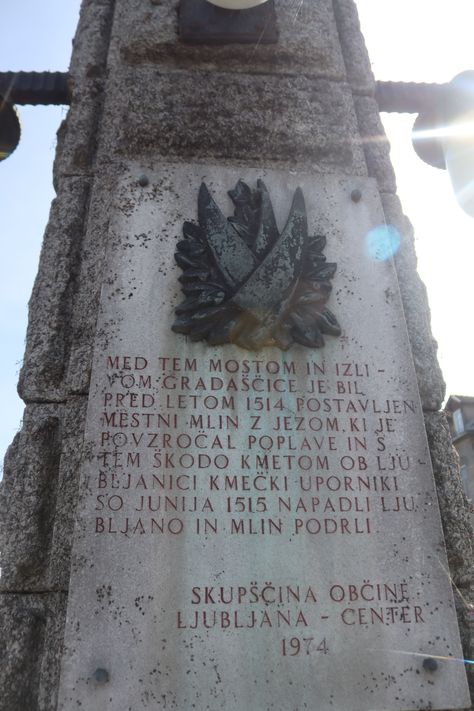 MED TEM MOSTOM IN IZLI -
VOM GRADAŠČICE JE BIL
PRED LETOM 1514 POSTAVLJEN
MESTNI MLIN Z JEZOM, KI JE
POVZROČAL POPLAVE IN S
TEM ŠKODO KMETOM OB LJU
BLJANICI KMEČKI UPORNIKI
SO JUNIJA 1515 NAPADLI LJU
BLJANO IN MLIN PODRLI
SKUPŠČINA OBČINE
LJUBLJANA - CENTER
1974